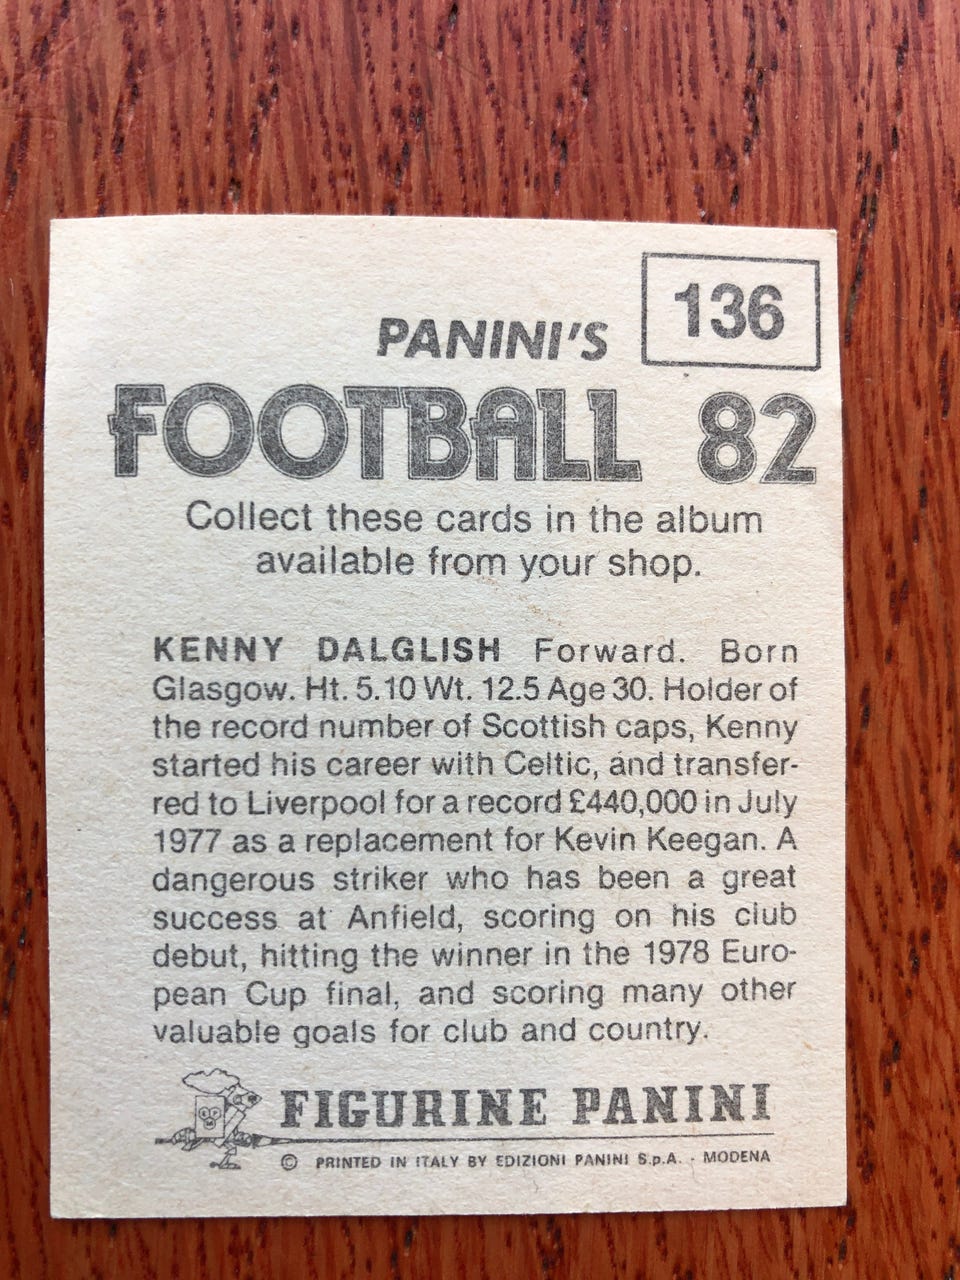 136
PANINI'S
FOOTBALL 82
Collect these cards in the album
available from your shop.
KENNY DALGLISH Forward. Born
Glasgow. Ht. 5.10 Wt. 12.5 Age 30. Holder of
the record number of Scottish caps, Kenny
started his career with Celtic, and transfer-
red to Liverpool for a record £440,000 in July
1977 as a replacement for Kevin Keegan. A
dangerous striker who has been a great
success at Anfield, scoring on his club
debut, hitting the winner in the 1978 Euro-
pean Cup final, and scoring many other
valuable goals for club and country.
FIGURINE PANINI
© PRINTED IN ITALY BY EDIZIONI PANINI S.p.A. - MODENA